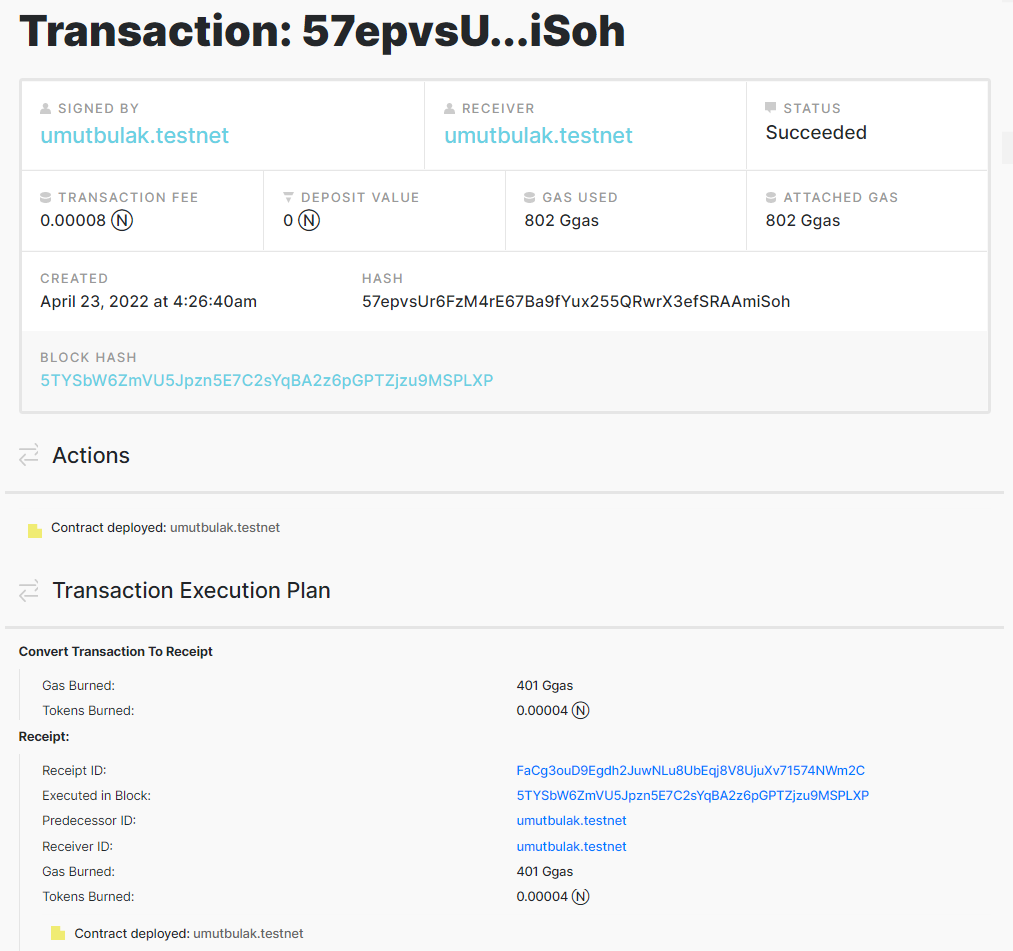 Transaction: 57epvsU...iSoh
SIGNED BY
umutbulak.testnet
RECEIVER
umutbulak.testnet
STATUS
Succeeded
TRANSACTION FEE
0.00008 Ⓝ
DEPOSIT VALUE
0 Ⓝ
GAS USED
802 Ggas
ATTACHED GAS
802 Ggas
CREATED
April 23, 2022 at 4:26:40am
HASH
57epvsUr6FzM4rE67Ba9fYux255QRwrX3efSRAAmiSoh
BLOCK HASH
5TYSbW6ZmVU5Jpzn5E7C2sYqBA2z6pGPTZjzu9MSPLXP
Actions
Contract deployed: umutbulak.testnet
Transaction Execution Plan
Convert Transaction To Receipt
Gas Burned: 401 Ggas
Tokens Burned: 0.00004 Ⓝ
Receipt:
Receipt ID: FaCg3ouD9Egdh2JuwNLu8UbEqj8V8UjuXv71574NWm2C
Executed in Block: 5TYSbW6ZmVU5Jpzn5E7C2sYqBA2z6pGPTZjzu9MSPLXP
Predecessor ID: umutbulak.testnet
Receiver ID: umutbulak.testnet
Gas Burned: 401 Ggas
Tokens Burned: 0.00004 Ⓝ
Contract deployed: umutbulak.testnet